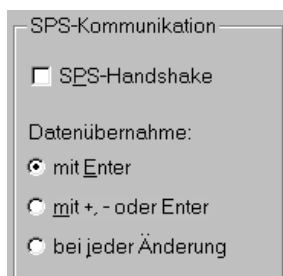 SPS-Kommunikation
SPS-Handshake
Datenübernahme:
mit Enter
mit +, - oder Enter
bei jeder Änderung